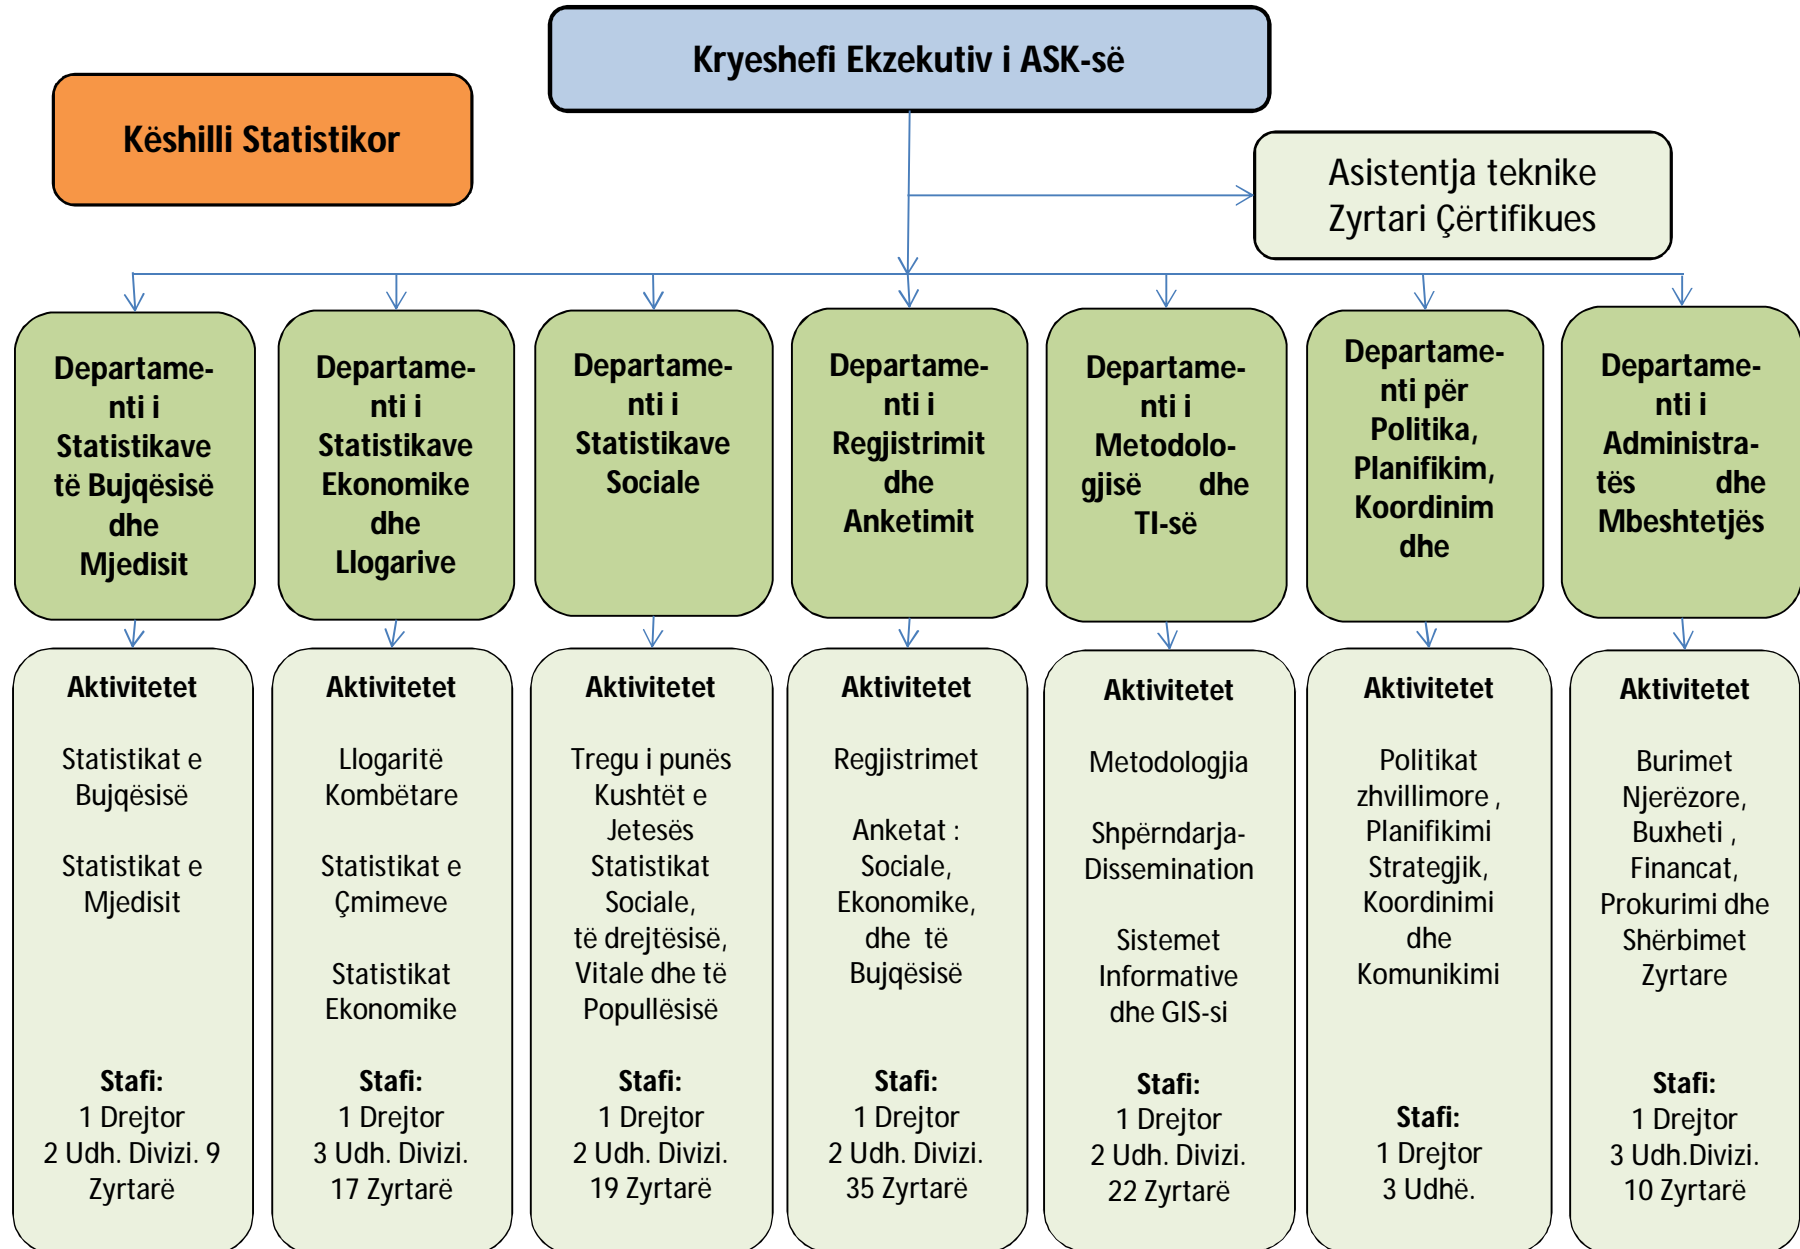 Kryeshefi Ekzekutiv i ASK-së
Këshilli Statistikor
Asistentja teknike
Zyrtari Çërtifikues
Departame-
nti i
Statistikave
të Bujqësisë
dhe
Mjedisit
Departame-
nti i
Statistikave
Ekonomike
dhe
Llogarive
Departame-
nti i
Statistikave
Sociale
Departame-
nti i
Regjistrimit
dhe
Anketimit
Departame-
nti i
Metodolo-
gjisë dhe
TI-së
Departame-
nti për
Politika,
Planifikim,
Koordinim
dhe
Departame-
nti i
Administra-
tës dhe
Mbeshtetjës
Aktivitetet
Statistikat e
Bujqësisë
Statistikat e
Mjedisit
Stafi:
1 Drejtor
2 Udh. Divizi. 9
Zyrtarë
Aktivitetet
Llogaritë
Kombëtare
Statistikat e
Çmimeve
Statistikat
Ekonomike
Stafi:
1 Drejtor
3 Udh. Divizi.
17 Zyrtarë
Aktivitetet
Tregu i punës
Kushtët e
Jetesës
Statistikat
Sociale,
të drejtësisë,
Vitale dhe të
Popullësisë
Stafi:
1 Drejtor
2 Udh. Divizi.
19 Zyrtarë
Aktivitetet
Regjistrimet
Anketat :
Sociale,
Ekonomike,
dhe të
Bujqësisë
Stafi:
1 Drejtor
2 Udh. Divizi.
35 Zyrtarë
Aktivitetet
Metodologjia
Shpërndarja-
Dissemination
Sistemet
Informative
dhe GIS-si
Stafi:
1 Drejtor
2 Udh. Divizi.
22 Zyrtarë
Aktivitetet
Politikat
zhvillimore ,
Planifikimi
Strategjik,
Koordinimi
dhe
Komunikimi
Stafi:
1 Drejtor
3 Udhë.
Aktivitetet
Burimet
Njerëzore,
Buxheti ,
Financat,
Prokurimi dhe
Shërbimet
Zyrtare
Stafi:
1 Drejtor
3 Udh.Divizi.
10 Zyrtarë